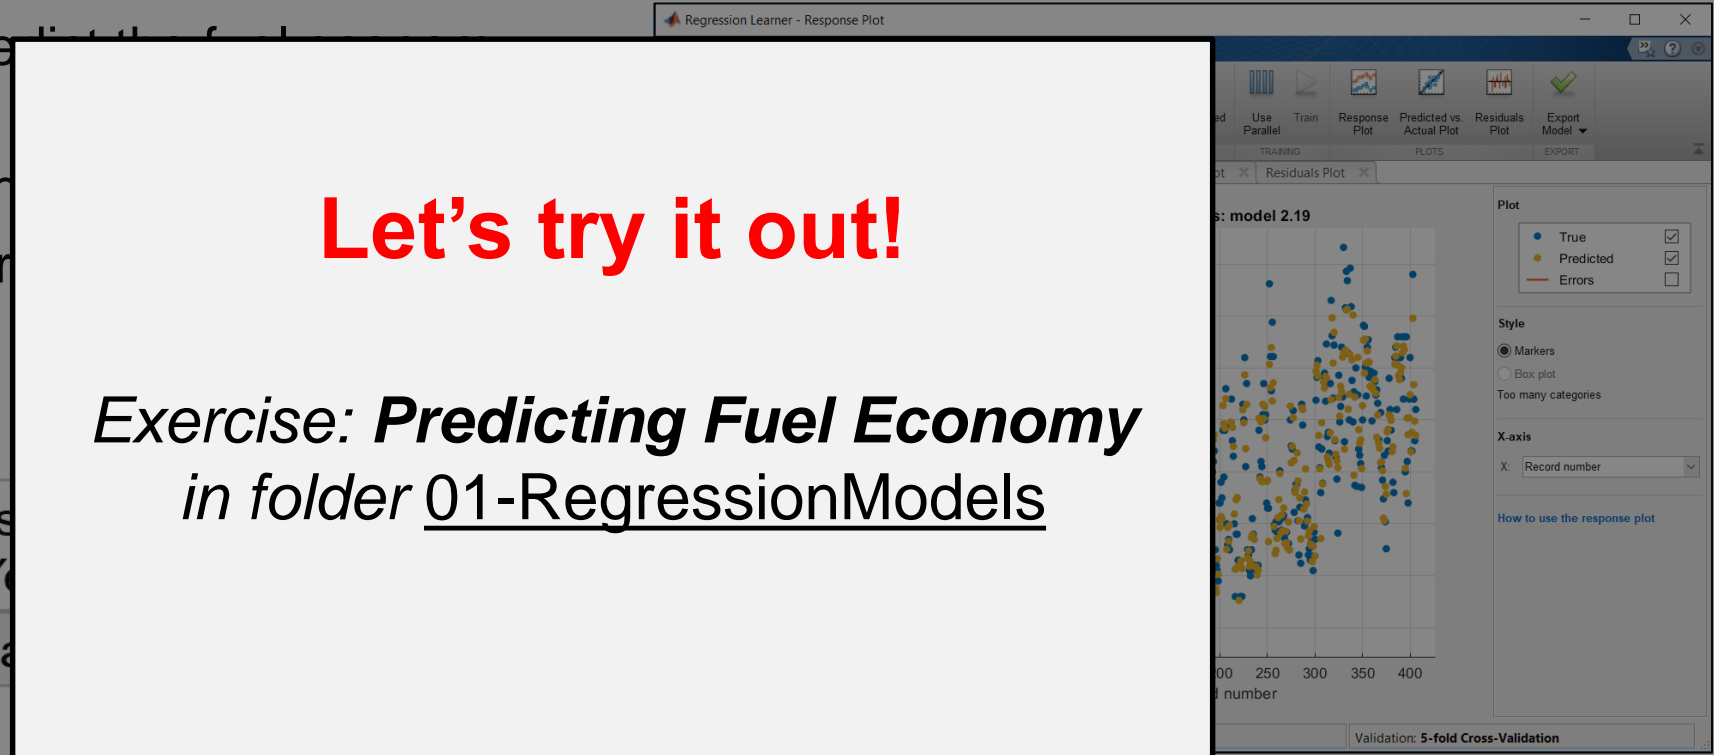 Regression Learner - Response Plot
Let's try it out!
Exercise: Predicting Fuel Economy
in folder 01-RegressionModels
Use Parallel
Train
Response Plot
Predicted vs. Actual Plot
Residuals Plot
Export Model
TRAINING
PLOTS
EXPORT
Residuals Plot
model 2.19
Plot
True
Predicted
Errors
Style
Markers
Box plot
Too many categories
X-axis
X: Record number
How to use the response plot
250 300 350 400
number
Validation: 5-fold Cross-Validation